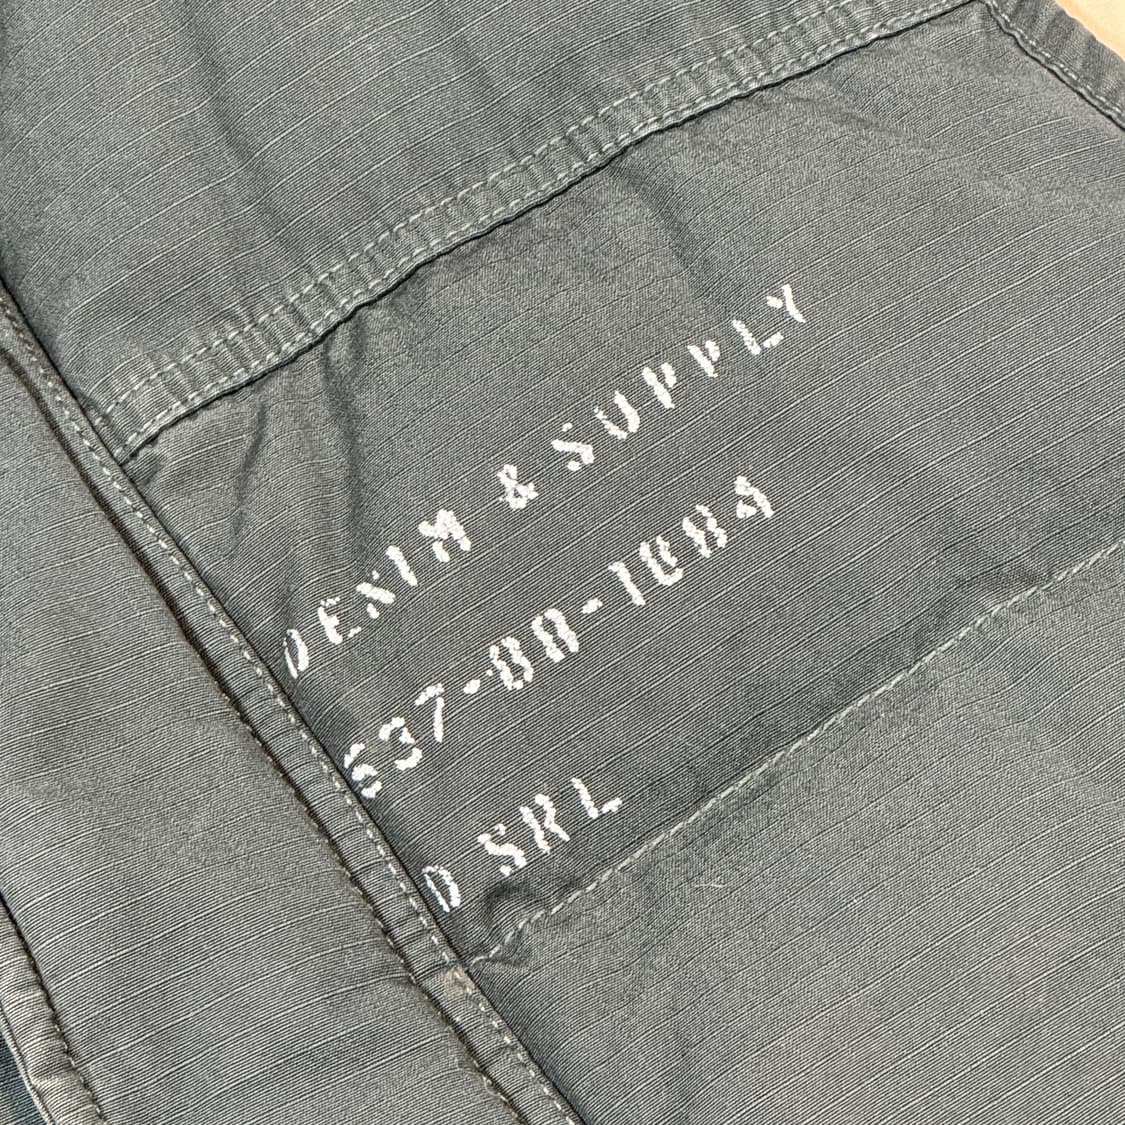 DENIM & SUPPLY
637-88-1084
D SRL